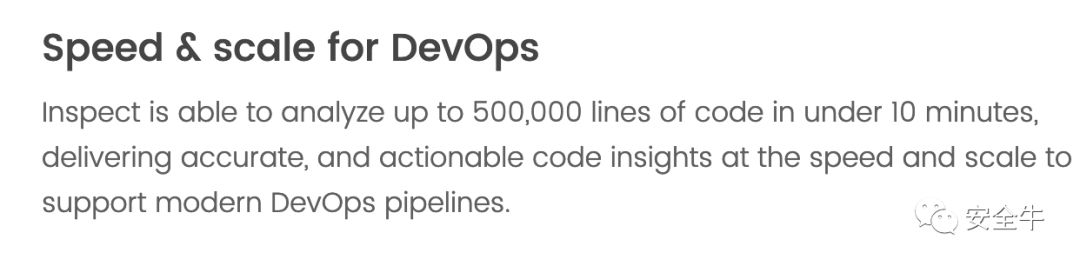 Speed & scale for DevOps
Inspect is able to analyze up to 500,000 lines of code in under 10 minutes,
delivering accurate, and actionable code insights at the speed and scale to
support modern DevOps pipelines.
安全牛